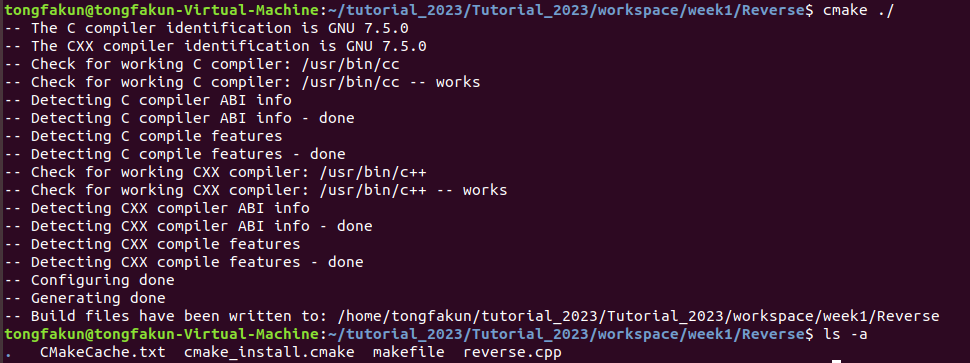 tongfakun@tongfakun-Virtual-Machine:~/tutorial_2023/Tutorial_2023/workspace/week1/Reverse$ cmake ./
-- The C compiler identification is GNU 7.5.0
-- The CXX compiler identification is GNU 7.5.0
-- Check for working C compiler: /usr/bin/cc
-- Check for working C compiler: /usr/bin/cc -- works
-- Detecting C compiler ABI info
-- Detecting C compiler ABI info - done
-- Detecting C compile features
-- Detecting C compile features - done
-- Check for working CXX compiler: /usr/bin/c++
-- Check for working CXX compiler: /usr/bin/c++ -- works
-- Detecting CXX compiler ABI info
-- Detecting CXX compiler ABI info - done
-- Detecting CXX compile features
-- Detecting CXX compile features - done
-- Configuring done
-- Generating done
-- Build files have been written to: /home/tongfakun/tutorial_2023/Tutorial_2023/workspace/week1/Reverse
tongfakun@tongfakun-Virtual-Machine:~/tutorial_2023/Tutorial_2023/workspace/week1/Reverse$ ls -a
.   CMakeCache.txt  cmake_install.cmake  makefile  reverse.cpp